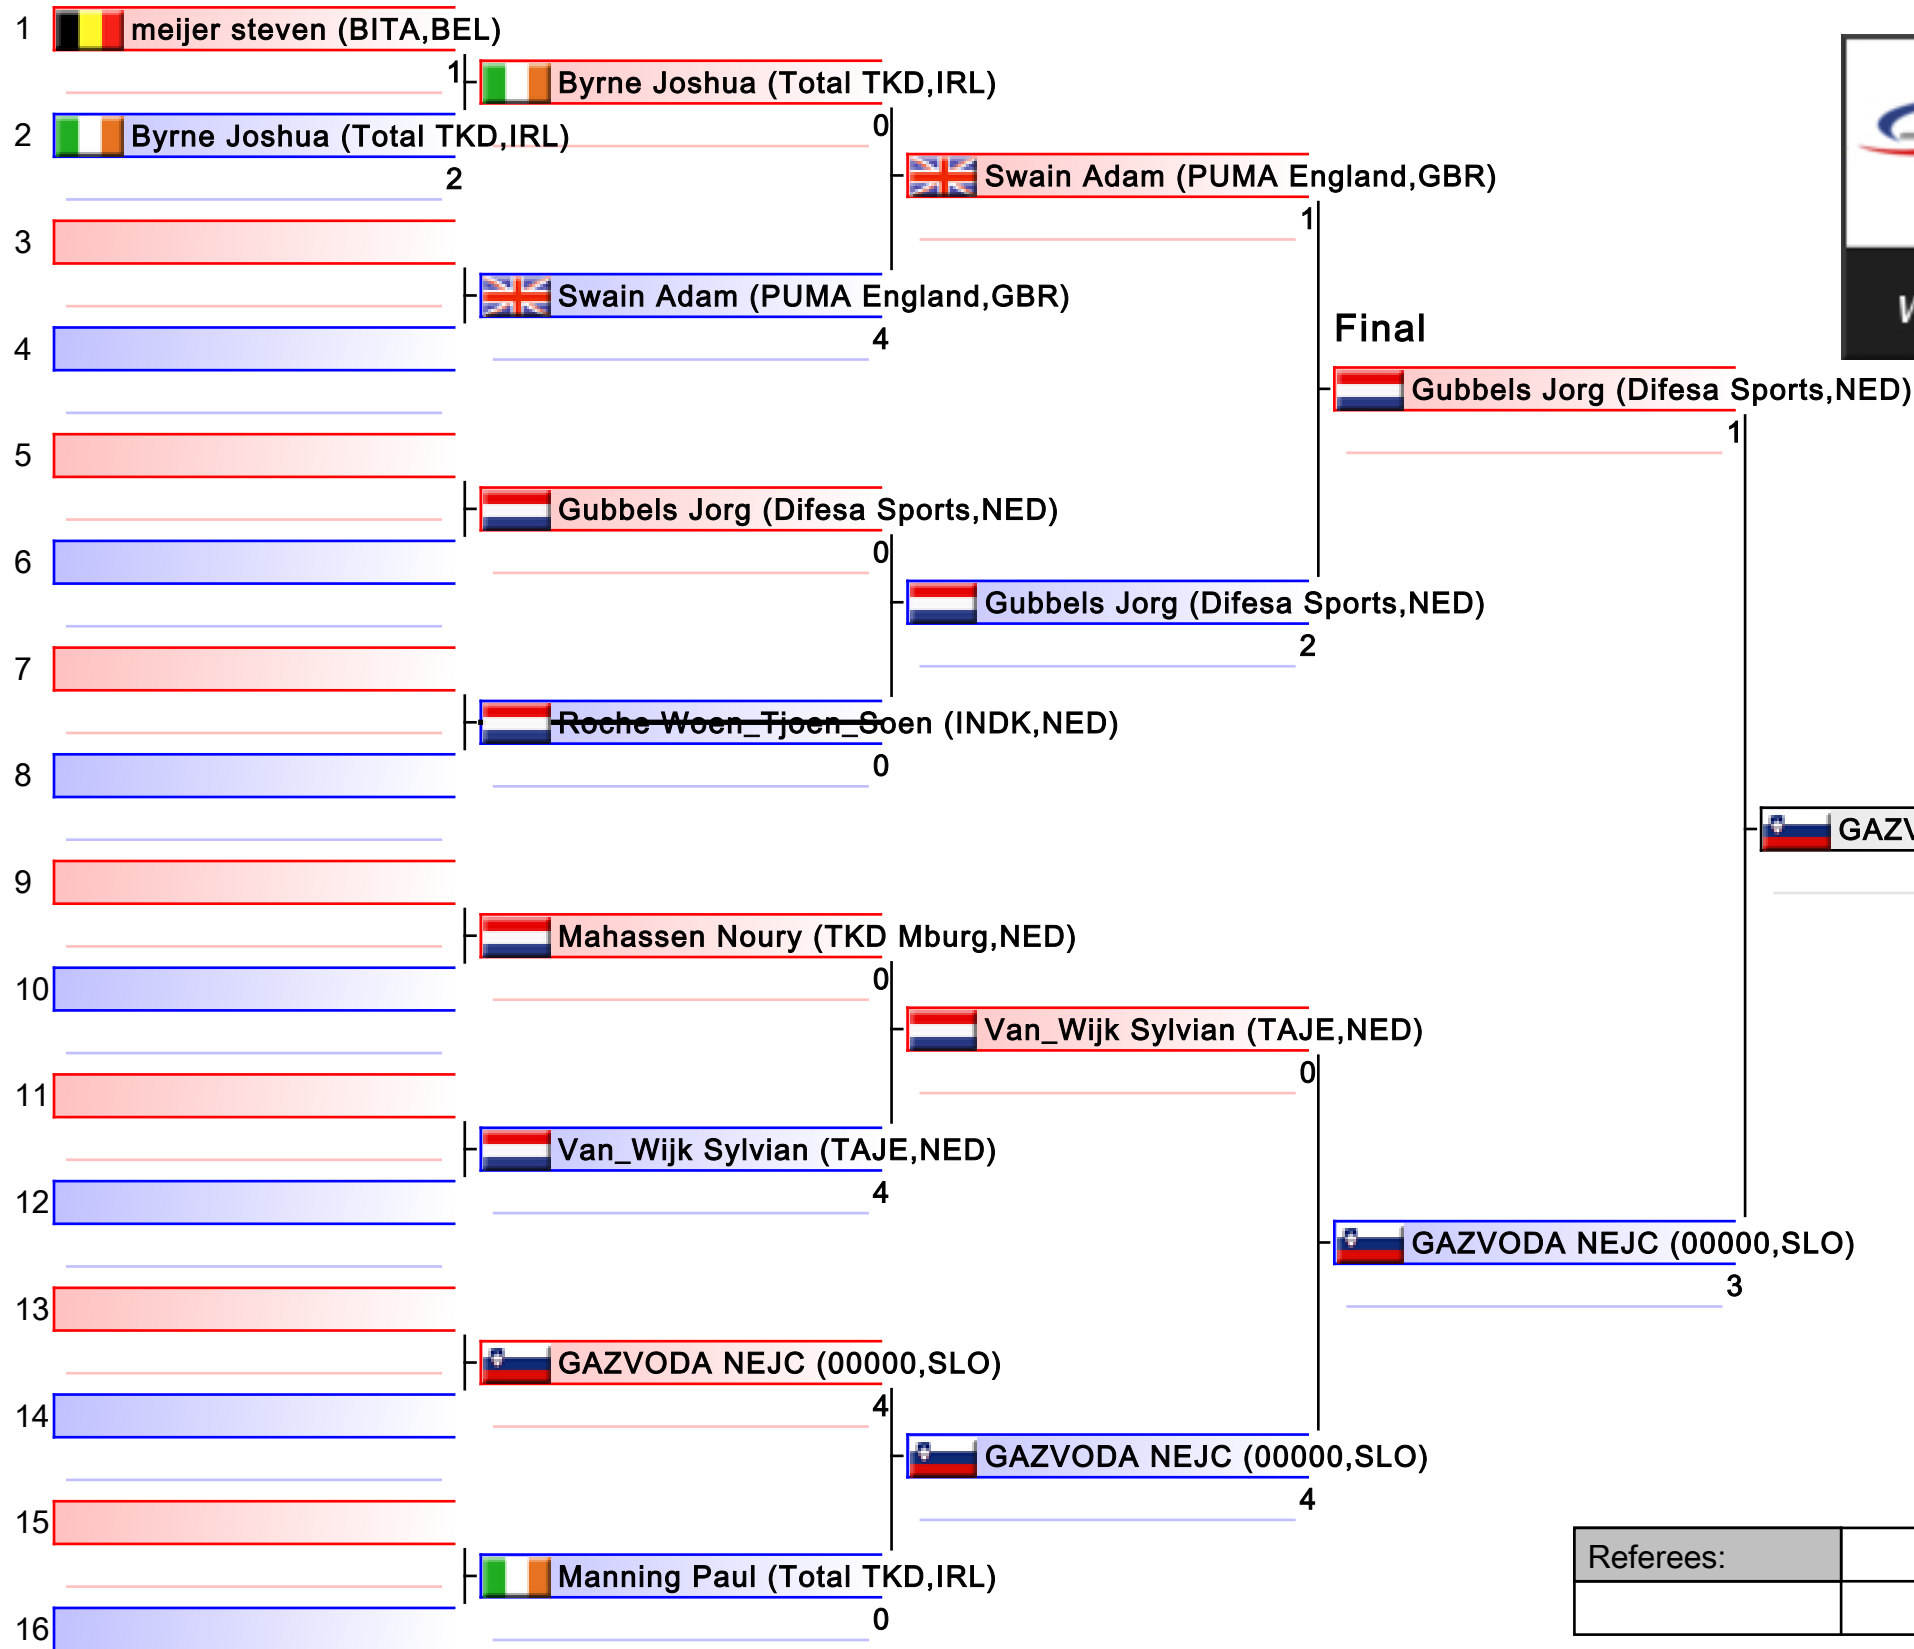 1 meijer steven (BITA,BEL)
1
Byrne Joshua (Total TKD,IRL)
0
2 Byrne Joshua (Total TKD,IRL)
2
Swain Adam (PUMA England,GBR)
1
3
Swain Adam (PUMA England,GBR)
4
4
Final
Gubbels Jorg (Difesa Sports,NED)
1
5
Gubbels Jorg (Difesa Sports,NED)
0
6
Gubbels Jorg (Difesa Sports,NED)
2
7
Roche Woen_Tjoen_Soen (INDK,NED)
0
8
GAZV
9
Mahassen Noury (TKD Mburg,NED)
0
10
Van_Wijk Sylvian (TAJE,NED)
0
11
Van_Wijk Sylvian (TAJE,NED)
4
12
GAZVODA NEJC (00000,SLO)
3
13
GAZVODA NEJC (00000,SLO)
4
14
GAZVODA NEJC (00000,SLO)
4
15
Manning Paul (Total TKD,IRL)
0
16
Referees: